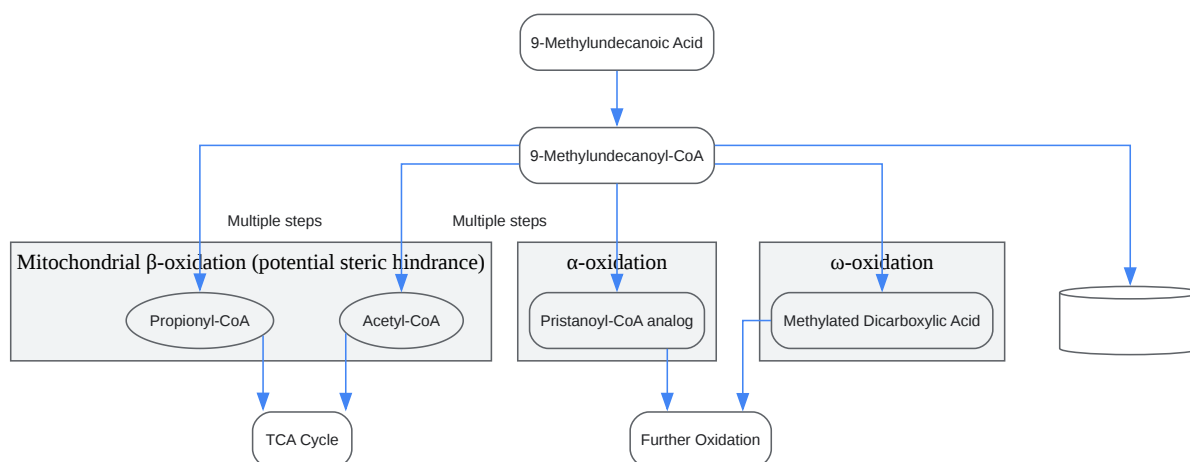 9-Methylundecanoic Acid
9-Methylundecanoyl-CoA
Multiple steps
Multiple steps
Mitochondrial β-oxidation (potential steric hindrance)
α-oxidation
ω-oxidation
Propionyl-CoA
Acetyl-CoA
Pristanoyl-CoA analog
Methylated Dicarboxylic Acid
TCA Cycle
Further Oxidation